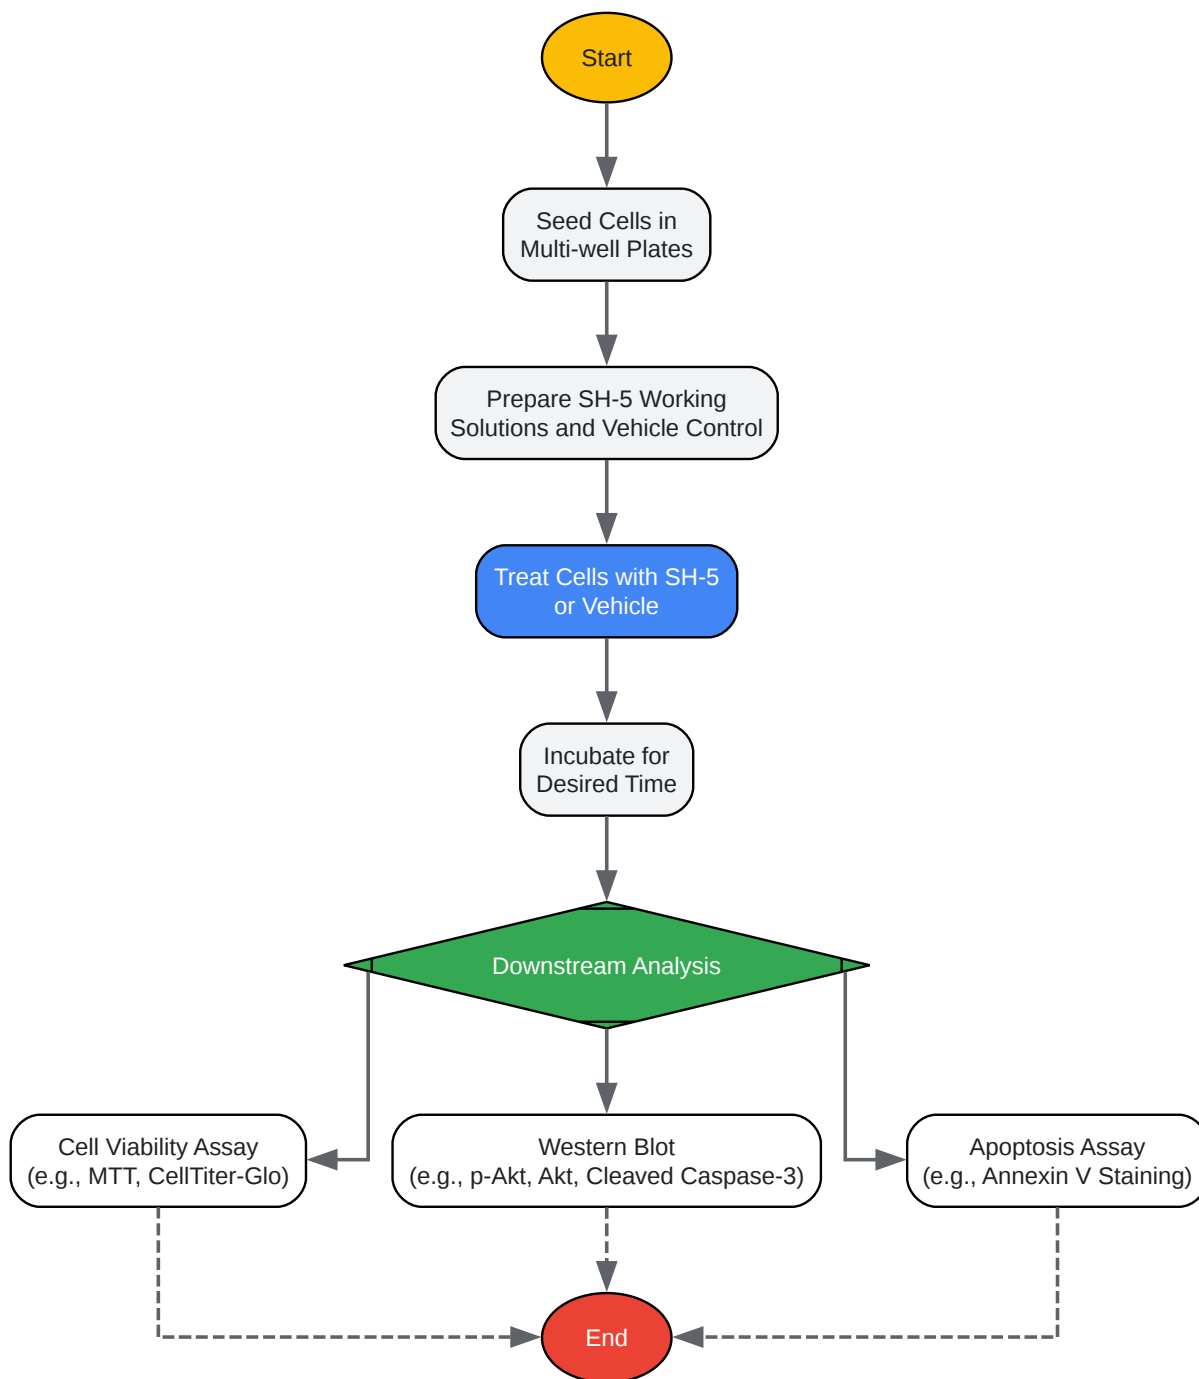 Start
Seed Cells in
Multi-well Plates
Prepare SH-5 Working
Solutions and Vehicle Control
Treat Cells with SH-5
or Vehicle
Incubate for
Desired Time
Downstream Analysis
Cell Viability Assay
(e.g., MTT, CellTiter-Glo)
Western Blot
(e.g., p-Akt, Akt, Cleaved Caspase-3)
Apoptosis Assay
(e.g., Annexin V Staining)
End